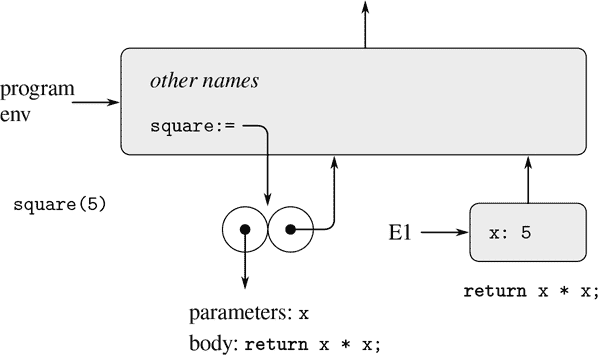 other names
program
env
square:=
square(5)
E1
x: 5
return x * x;
parameters: x
body: return x * x;